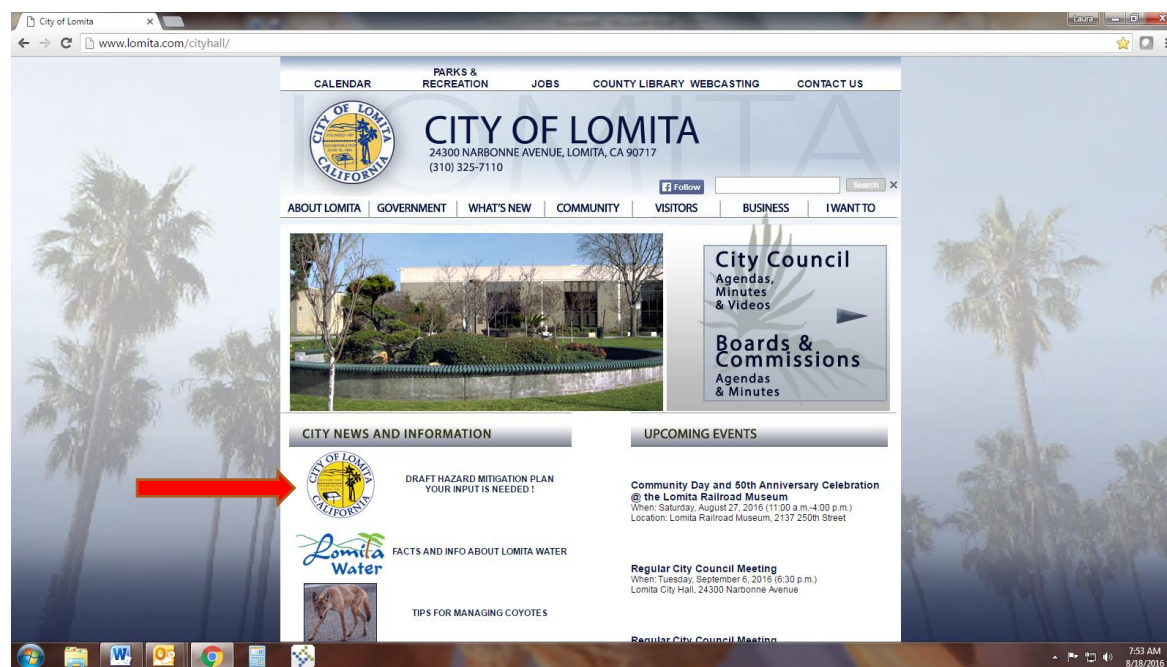 City of Lomita
Laura
www.lomita.com/cityhall/
CALENDAR
PARKS &
RECREATION
JOBS
COUNTY LIBRARY
WEBCASTING
CONTACT US
CITY OF LOMITA
CALIFORNIA
LOMITA
CITY OF LOMITA
24300 NARBONNE AVENUE, LOMITA, CA 90717
(310) 325-7110
Follow
Search
ABOUT LOMITA
GOVERNMENT
WHAT'S NEW
COMMUNITY
VISITORS
BUSINESS
I WANT TO
City Council
Agendas,
Minutes
& Videos
Boards &
Commissions
Agendas
& Minutes
CITY NEWS AND INFORMATION
CITY OF LOMITA
CALIFORNIA
DRAFT HAZARD MITIGATION PLAN
YOUR INPUT IS NEEDED !
Lomita
Water
FACTS AND INFO ABOUT LOMITA WATER
TIPS FOR MANAGING COYOTES
UPCOMING EVENTS
Community Day and 50th Anniversary Celebration
@ the Lomita Railroad Museum
When: Saturday, August 27, 2016 (11:00 a.m.-4:00 p.m.)
Location: Lomita Railroad Museum, 2137 250th Street
Regular City Council Meeting
When: Tuesday, September 6, 2016 (6:30 p.m.)
Lomita City Hall, 24300 Narbonne Avenue
Regular City Council Meeting
7:53 AM
8/18/2016